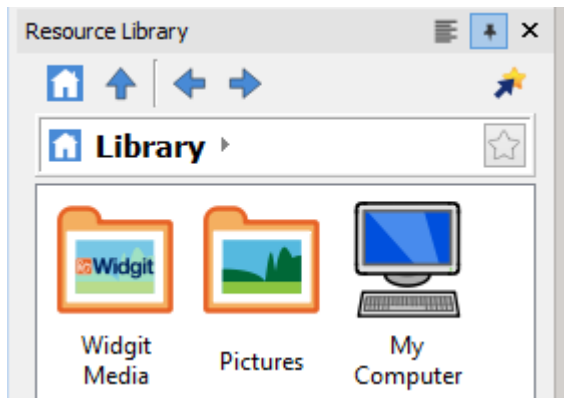 Resource Library
Library
Widgit
Widgit
Media
Pictures
My
Computer